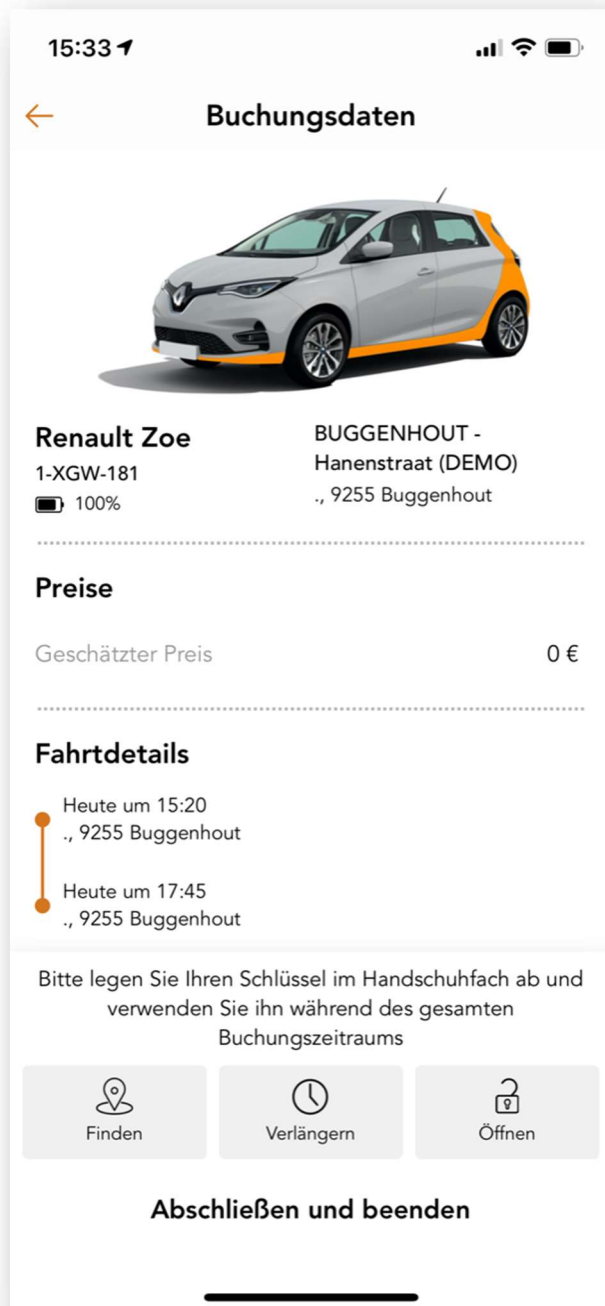 15:33
Buchungsdaten
Renault Zoe
1-XGW-181
100%
BUGGENHOUT -
Hanenstraat (DEMO)
., 9255 Buggenhout
Preise
Geschätzter Preis
0 €
Fahrtdetails
Heute um 15:20
., 9255 Buggenhout
Heute um 17:45
., 9255 Buggenhout
Bitte legen Sie Ihren Schlüssel im Handschuhfach ab und
verwenden Sie ihn während des gesamten
Buchungszeitraums
Finden
Verlängern
Öffnen
Abschließen und beenden